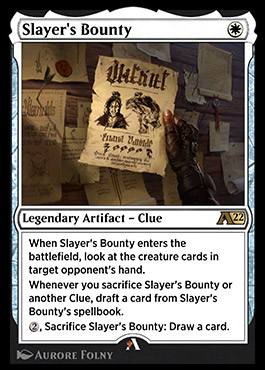 Slayer's Bounty
Legendary Artifact – Clue
A22
When Slayer's Bounty enters the
battlefield, look at the creature cards in
target opponent's hand.
Whenever you sacrifice Slayer's Bounty or
another Clue, draft a card from Slayer's
Bounty's spellbook.
2, Sacrifice Slayer's Bounty: Draw a card.
Aurore Folny